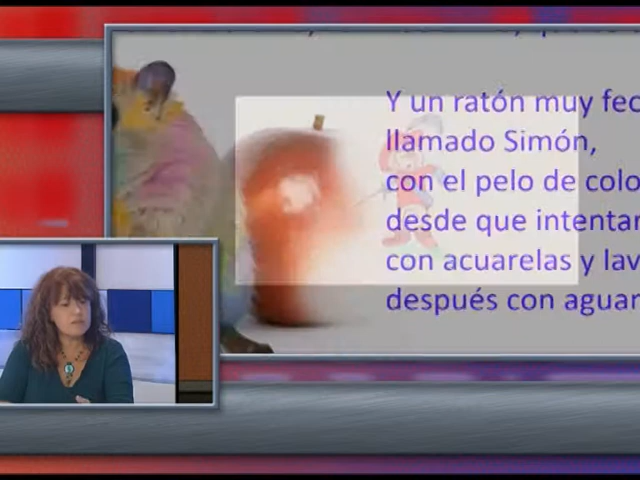 Y un ratón muy fec
llamado Simón,
con el pelo de colo
desde que intentar
con acuarelas y lav
después con aguar